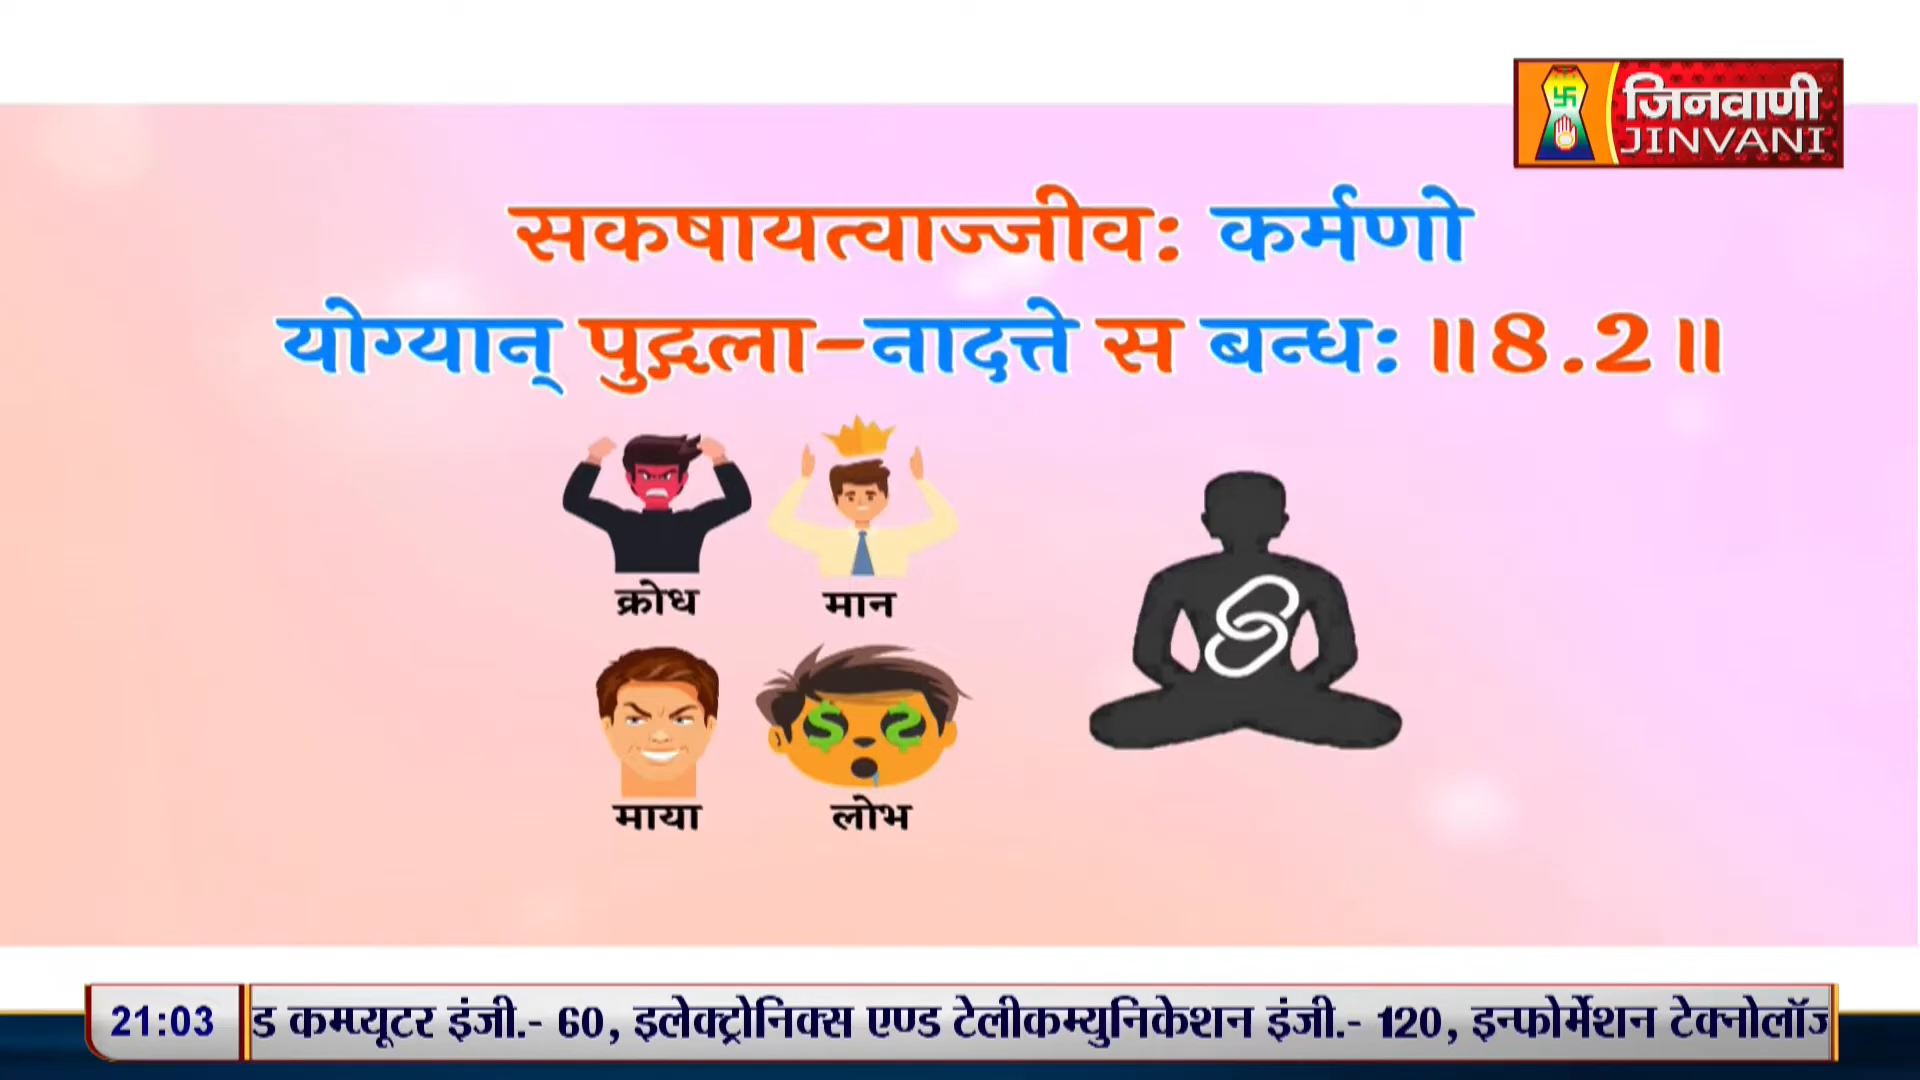 जिनवाणी
JINVANI
सकषायत्वाज्जीवः कर्मणो
योग्यान् पुद्गला-नादत्ते स बन्धः ॥8.2॥
क्रोध
मान
माया
लोभ
21:03
ड कम्प्यूटर इंजी.- 60, इलेक्ट्रोनिक्स एण्ड टेलीकम्युनिकेशन इंजी.- 120, इन्फोर्मेशन टेक्नोलॉज